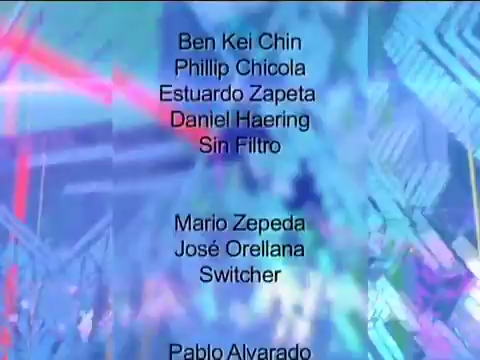 Ben Kei Chin
Phillip Chicola
Estuardo Zapeta
Daniel Haering
Sin Filtro
Mario Zepeda
José Orellana
Switcher
Pablo Alvarado